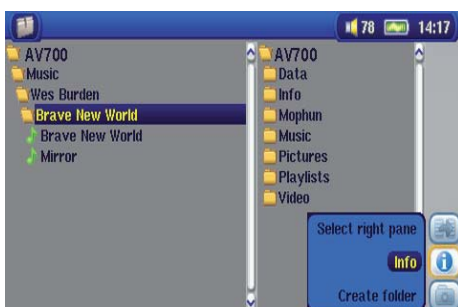 78 14:17
AV700
Music
Wes Burden
Brave New World
Brave New World
Mirror
AV700
Data
Info
Mophun
Music
Pictures
Playlists
Video
Select right pane
Info
Create folder